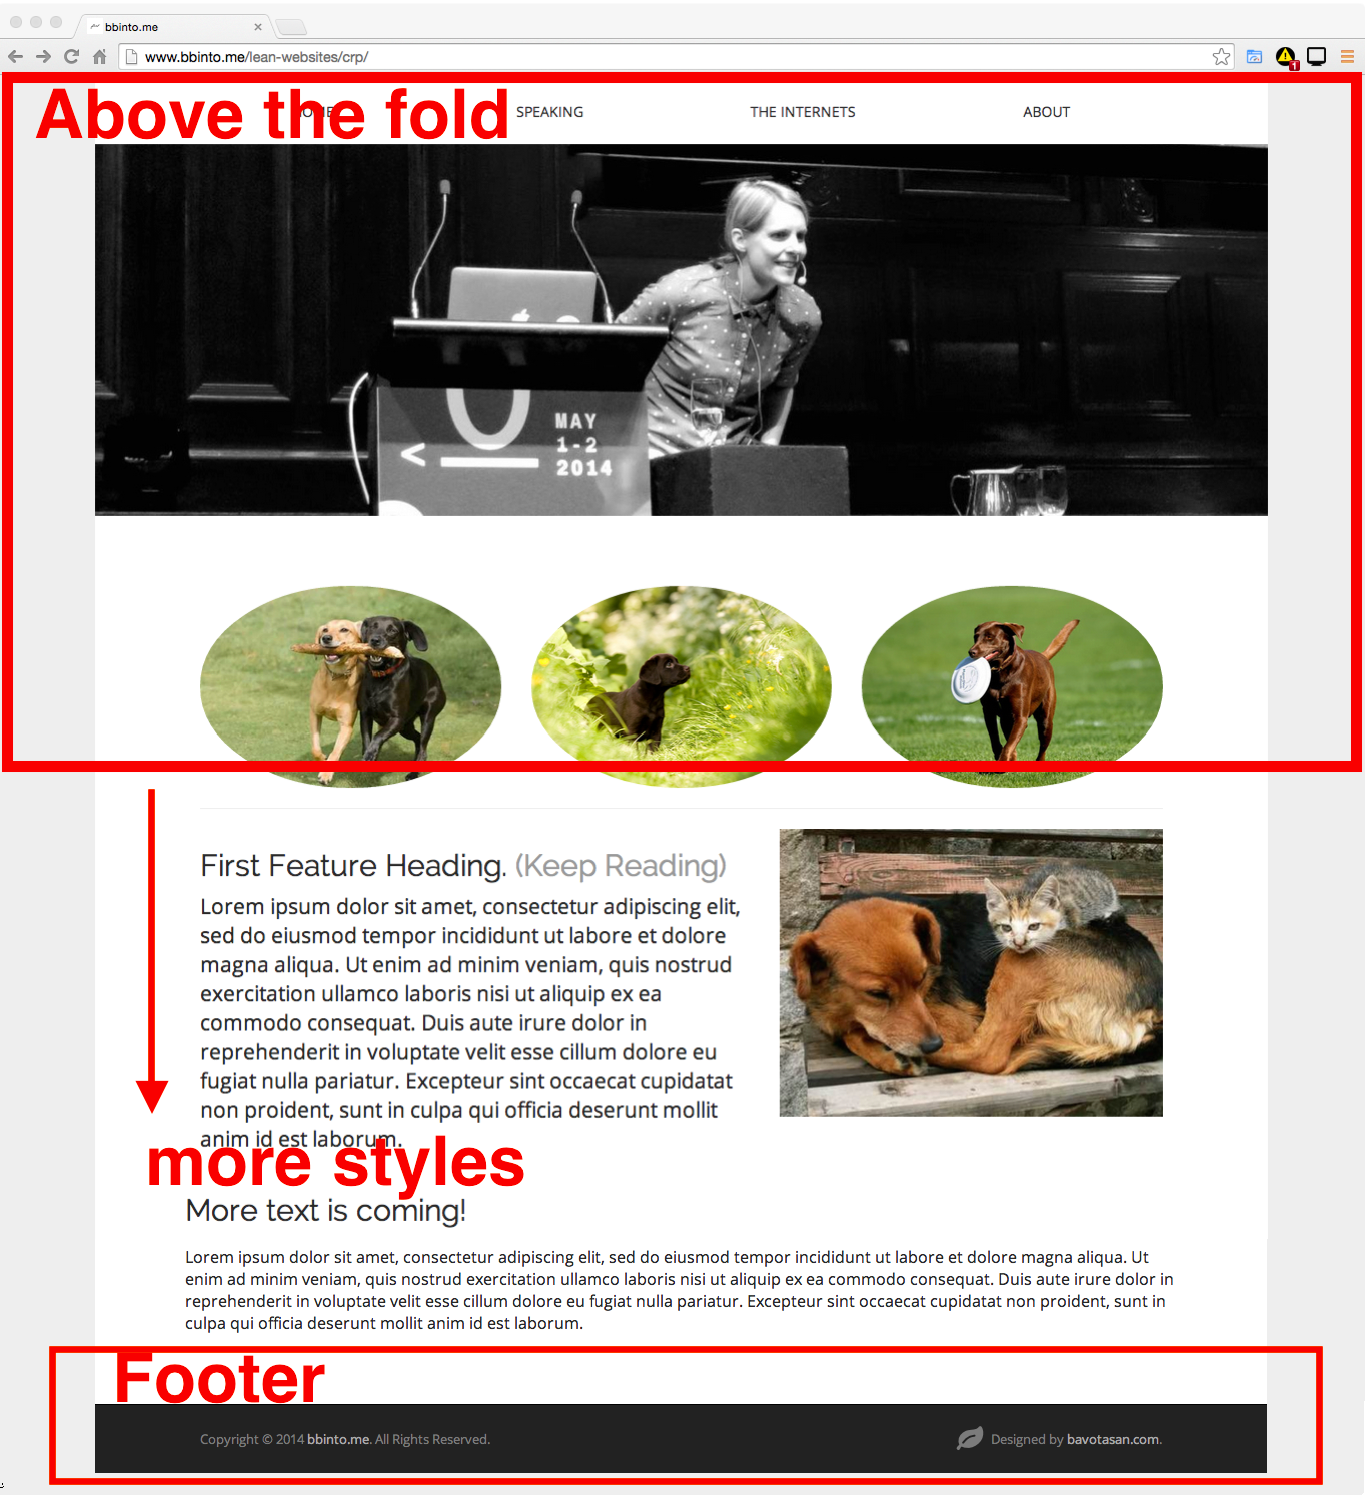 bbinto.me
www.bbinto.me/lean-websites/crp/
1
Above the fold
HOME
SPEAKING
THE INTERNETS
ABOUT
MAY
1-2
2014
<
First Feature Heading. (Keep Reading)
Lorem ipsum dolor sit amet, consectetur adipiscing elit,
sed do eiusmod tempor incididunt ut labore et dolore
magna aliqua. Ut enim ad minim veniam, quis nostrud
exercitation ullamco laboris nisi ut aliquip ex ea
commodo consequat. Duis aute irure dolor in
reprehenderit in voluptate velit esse cillum dolore eu
fugiat nulla pariatur. Excepteur sint occaecat cupidatat
non proident, sunt in culpa qui officia deserunt mollit
anim id est laborum.
more styles
More text is coming!
Lorem ipsum dolor sit amet, consectetur adipiscing elit, sed do eiusmod tempor incididunt ut labore et dolore magna aliqua. Ut
enim ad minim veniam, quis nostrud exercitation ullamco laboris nisi ut aliquip ex ea commodo consequat. Duis aute irure dolor in
reprehenderit in voluptate velit esse cillum dolore eu fugiat nulla pariatur. Excepteur sint occaecat cupidatat non proident, sunt in
culpa qui officia deserunt mollit anim id est laborum.
Footer
Copyright © 2014 bbinto.me. All Rights Reserved.
Designed by bavotasan.com.